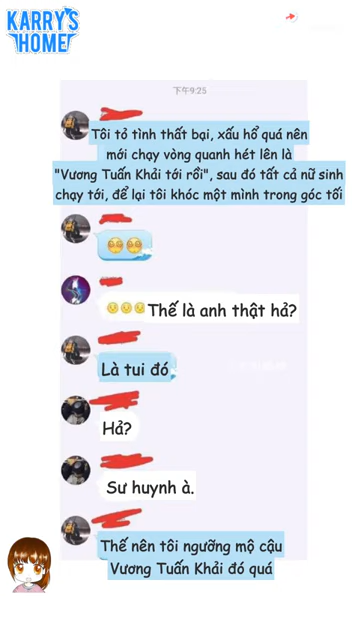 KARRY'S
HOME
下午9:25
Tôi tỏ tình thất bại, xấu hổ quá nên
mới chạy vòng quanh hét lên là
"Vương Tuấn Khải tới rồi", sau đó tất cả nữ sinh
chạy tới, để lại tôi khóc một mình trong góc tối
Thế là anh thật hả?
Là tui đó
Hả?
Sư huynh à.
Thế nên tôi ngưỡng mộ cậu
Vương Tuấn Khải đó quá